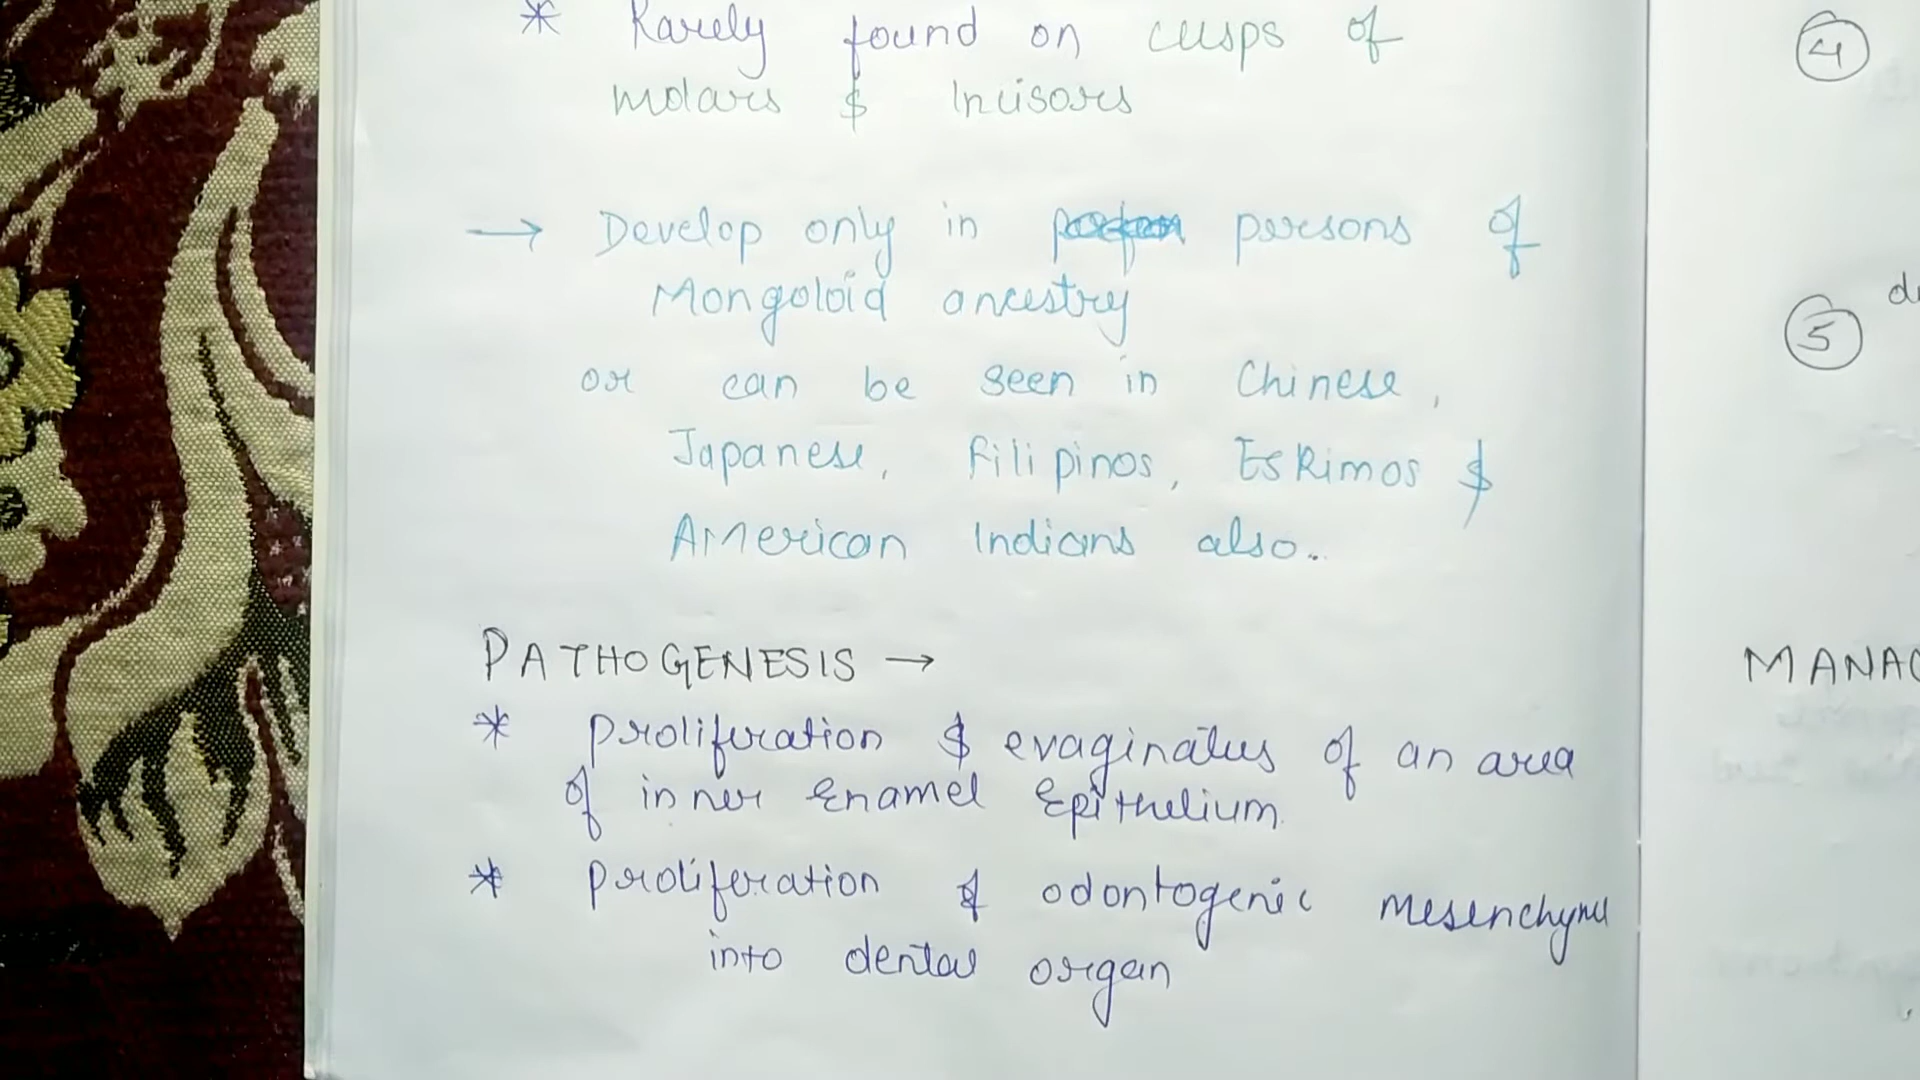 * Rarely found on cusps of
molars $ Incisors
→ Develop only in persons of
Mongoloid ancestry
or can be seen in Chinese,
Japanese, Filipinos, Eskimos $
American Indians also..
PATHOGENESIS →
* proliferation $ evaginatus of an area
of inner Enamel Epithelium.
* proliferation of odontogenic mesenchyme
into dental organ
4
5
MANAG